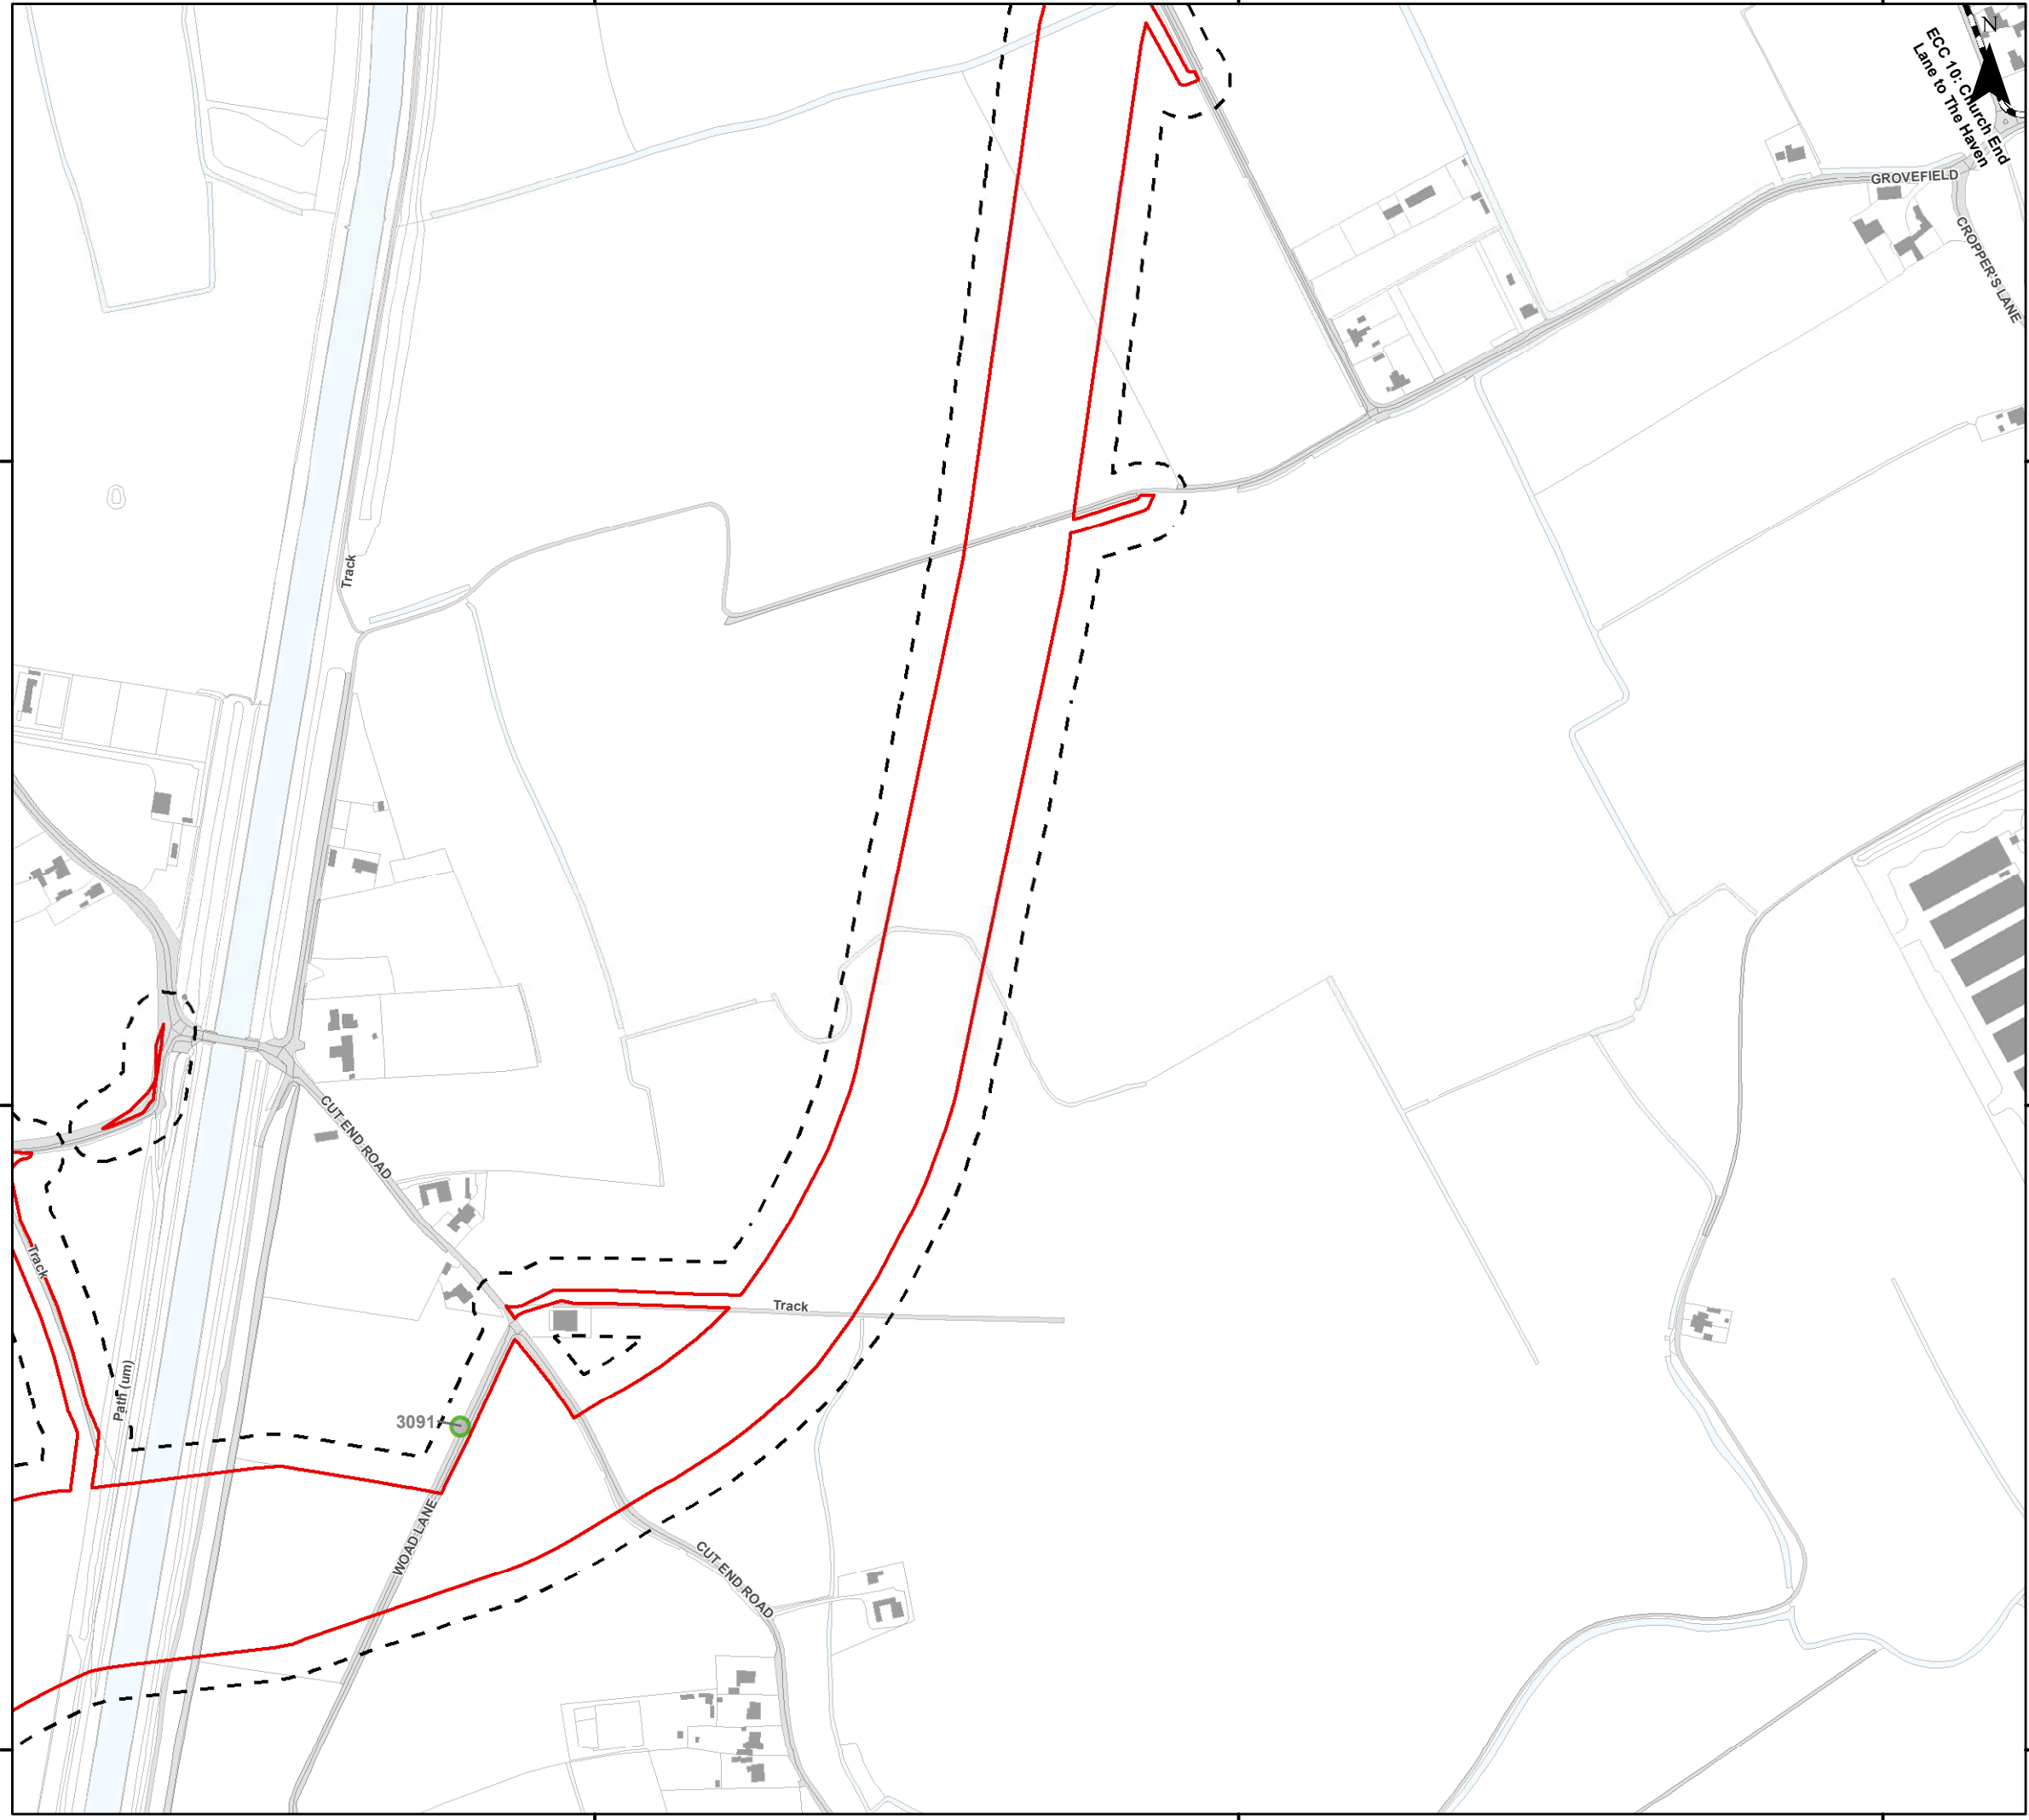 N
ECC 10: Church End
Lane to The Haven
GROVEFIELD
CROPPER'S LANE
Track
CUT END ROAD
Track
Track
Path (um)
3091
WOAD LANE
CUT END ROAD